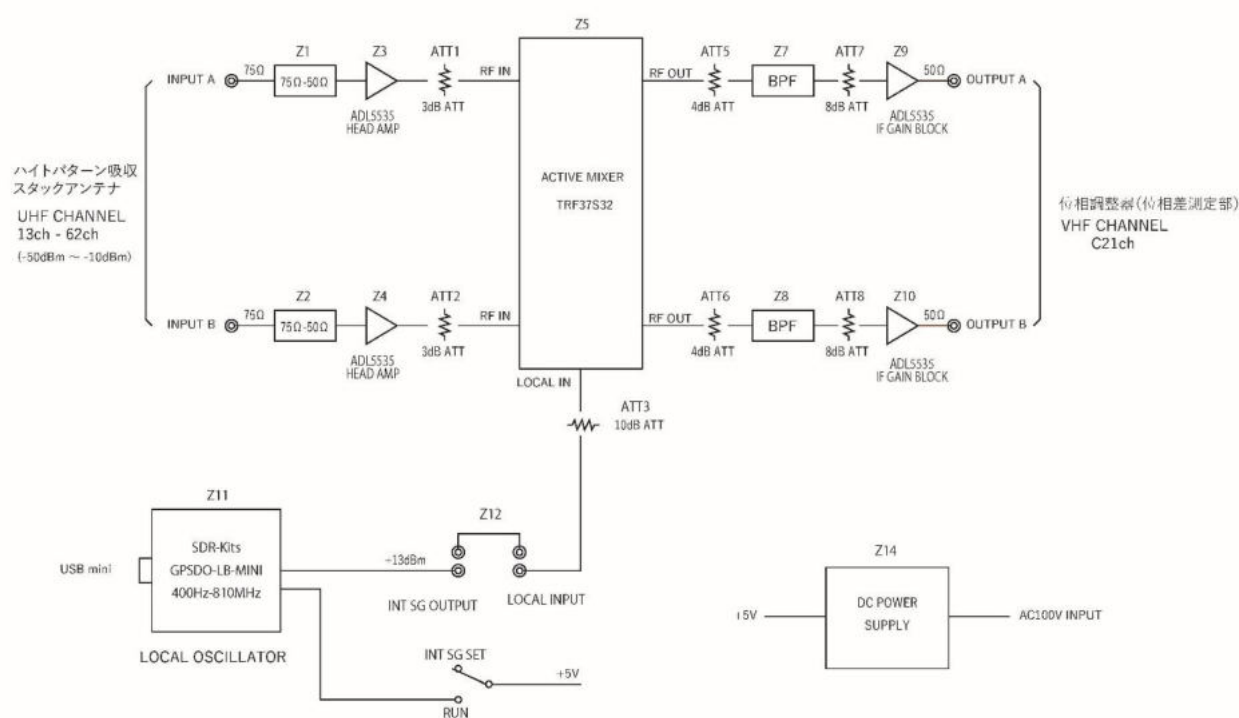 Z5
Z1
Z3
ATT1
ATT5
Z7
ATT7
Z9
INPUT A
75Ω
75Ω-50Ω
RF IN
RF OUT
BPF
50Ω
OUTPUT A
3dB ATT
4dB ATT
8dB ATT
ADL5535
HEAD AMP
ADL5535
IF GAIN BLOCK
ハイトパターン吸収
スタックアンテナ
UHF CHANNEL
13ch - 62ch
(-50dBm ~ -10dBm)
ACTIVE MIXER
TRF37S32
位相調整器(位相差測定部)
VHF CHANNEL
C21ch
Z2
Z4
ATT2
ATT6
Z8
ATT8
Z10
INPUT B
75Ω
75Ω-50Ω
RF IN
RF OUT
BPF
50Ω
OUTPUT B
3dB ATT
4dB ATT
8dB ATT
ADL5535
HEAD AMP
ADL5535
IF GAIN BLOCK
LOCAL IN
ATT3
10dB ATT
Z11
Z12
SDR-Kits
GPSDO-LB-MINI
400Hz-810MHz
USB mini
+13dBm
INT SG OUTPUT
LOCAL INPUT
LOCAL OSCILLATOR
INT SG SET
+5V
RUN
Z14
DC POWER
SUPPLY
+5V
AC100V INPUT